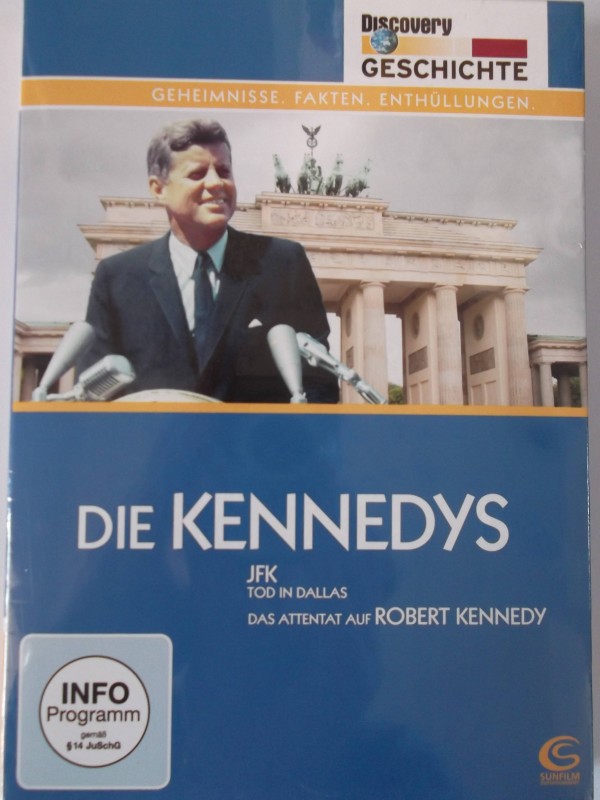 Discovery
GESCHICHTE
GEHEIMNISSE. FAKTEN. ENTHÜLLUNGEN.
DIE KENNEDYS
JFK
TOD IN DALLAS
DAS ATTENTAT AUF ROBERT KENNEDY
INFO
Programm
gemäß
§ 14 JuSchG
SUNFILM
ENTERTAINMENT